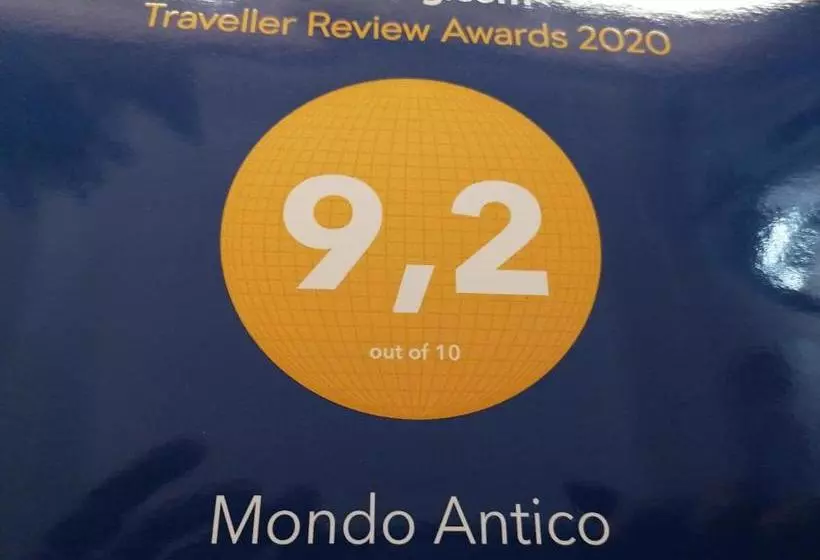 Traveller Review Awards 2020
9,2
out of 10
Mondo Antico